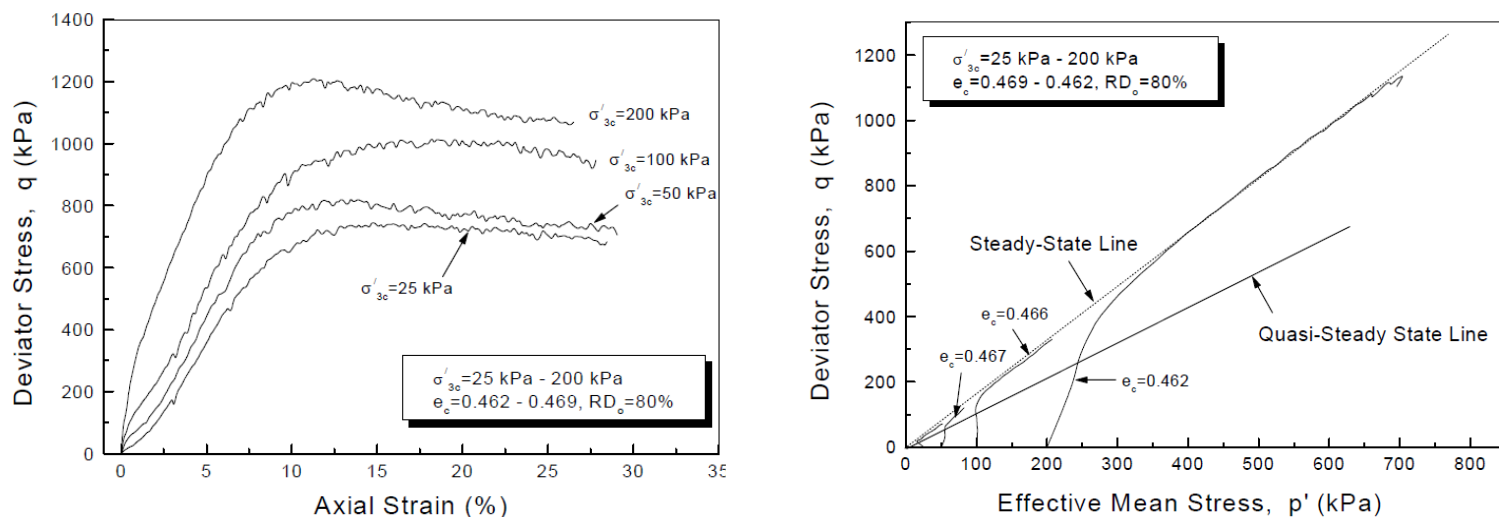 1400
1200
1000
800
600
400
200
0
Deviator Stress, q (kPa)
σ′3c=200 kPa
σ′3c=100 kPa
σ′3c=50 kPa
σ′3c=25 kPa
σ′3c=25 kPa - 200 kPa
ec=0.462 - 0.469, RDo=80%
0 5 10 15 20 25 30 35
Axial Strain (%)
1200
1000
800
600
400
200
0
Deviator Stress, q (kPa)
σ′3c=25 kPa - 200 kPa
ec=0.469 - 0.462, RDo=80%
Steady-State Line
ec=0.466
Quasi-Steady State Line
ec=0.467
ec=0.462
0 100 200 300 400 500 600 700 800
Effective Mean Stress, p' (kPa)